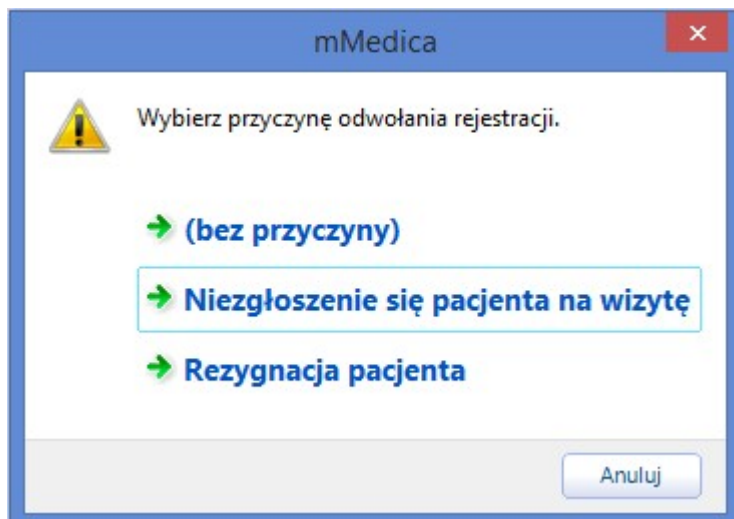 mMedica
Wybierz przyczynę odwołania rejestracji.
(bez przyczyny)
Niezgłoszenie się pacjenta na wizytę
Rezygnacja pacjenta
Anuluj